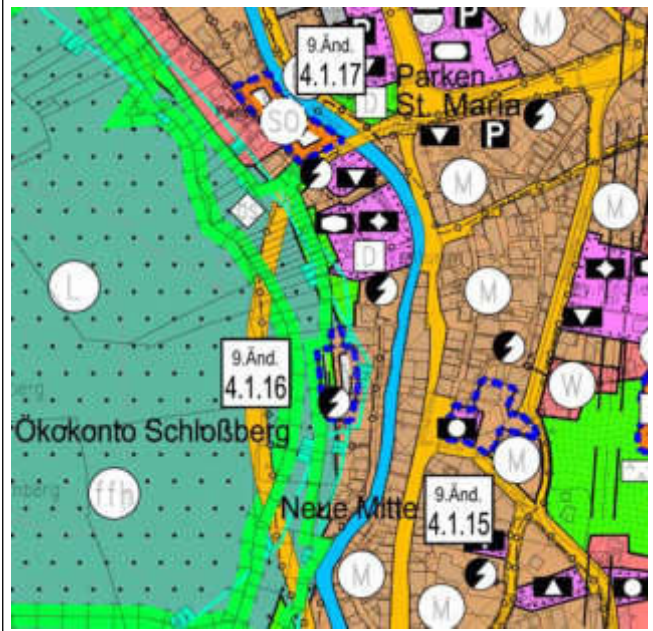 9.Änd.
4.1.17
M
Parken
St. Maria
P
P
D
SO
M
M
D
L
M
9.Änd.
4.1.16
W
Ökokonto Schloßberg
M
ffh
Neue Mitte
9.Änd.
4.1.15
M
M